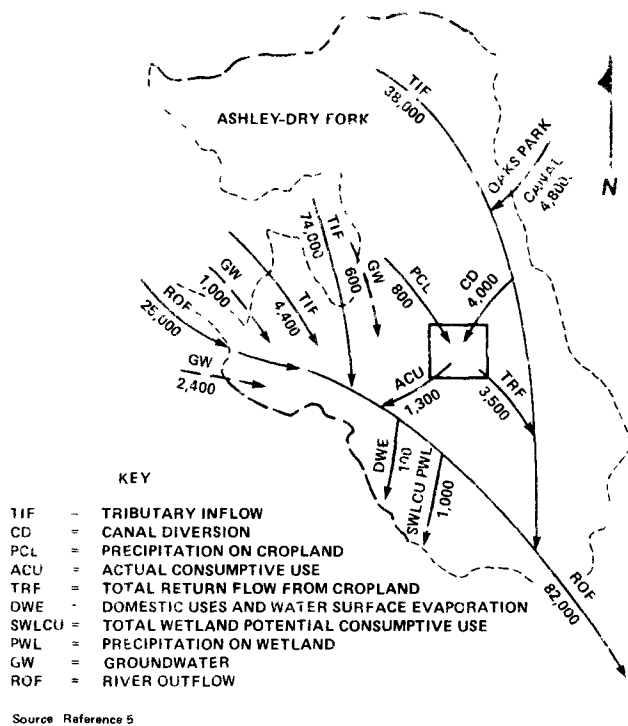 TIF
38,000
ASHLEY-DRY FORK
OAKS PARK
CANAL
4,800
N
TIF
74,000
GW
600
PCL
800
CD
4,000
GW
1,000
TIF
4,400
ROF
25,000
GW
2,400
ACU
1,300
TRF
3,500
DWE
100
SWLCU PWL
1,000
ROF
82,000
KEY
TIF = TRIBUTARY INFLOW
CD = CANAL DIVERSION
PCL = PRECIPITATION ON CROPLAND
ACU = ACTUAL CONSUMPTIVE USE
TRF = TOTAL RETURN FLOW FROM CROPLAND
DWE - DOMESTIC USES AND WATER SURFACE EVAPORATION
SWLCU = TOTAL WETLAND POTENTIAL CONSUMPTIVE USE
PWL = PRECIPITATION ON WETLAND
GW = GROUNDWATER
ROF = RIVER OUTFLOW
Source Reference 5